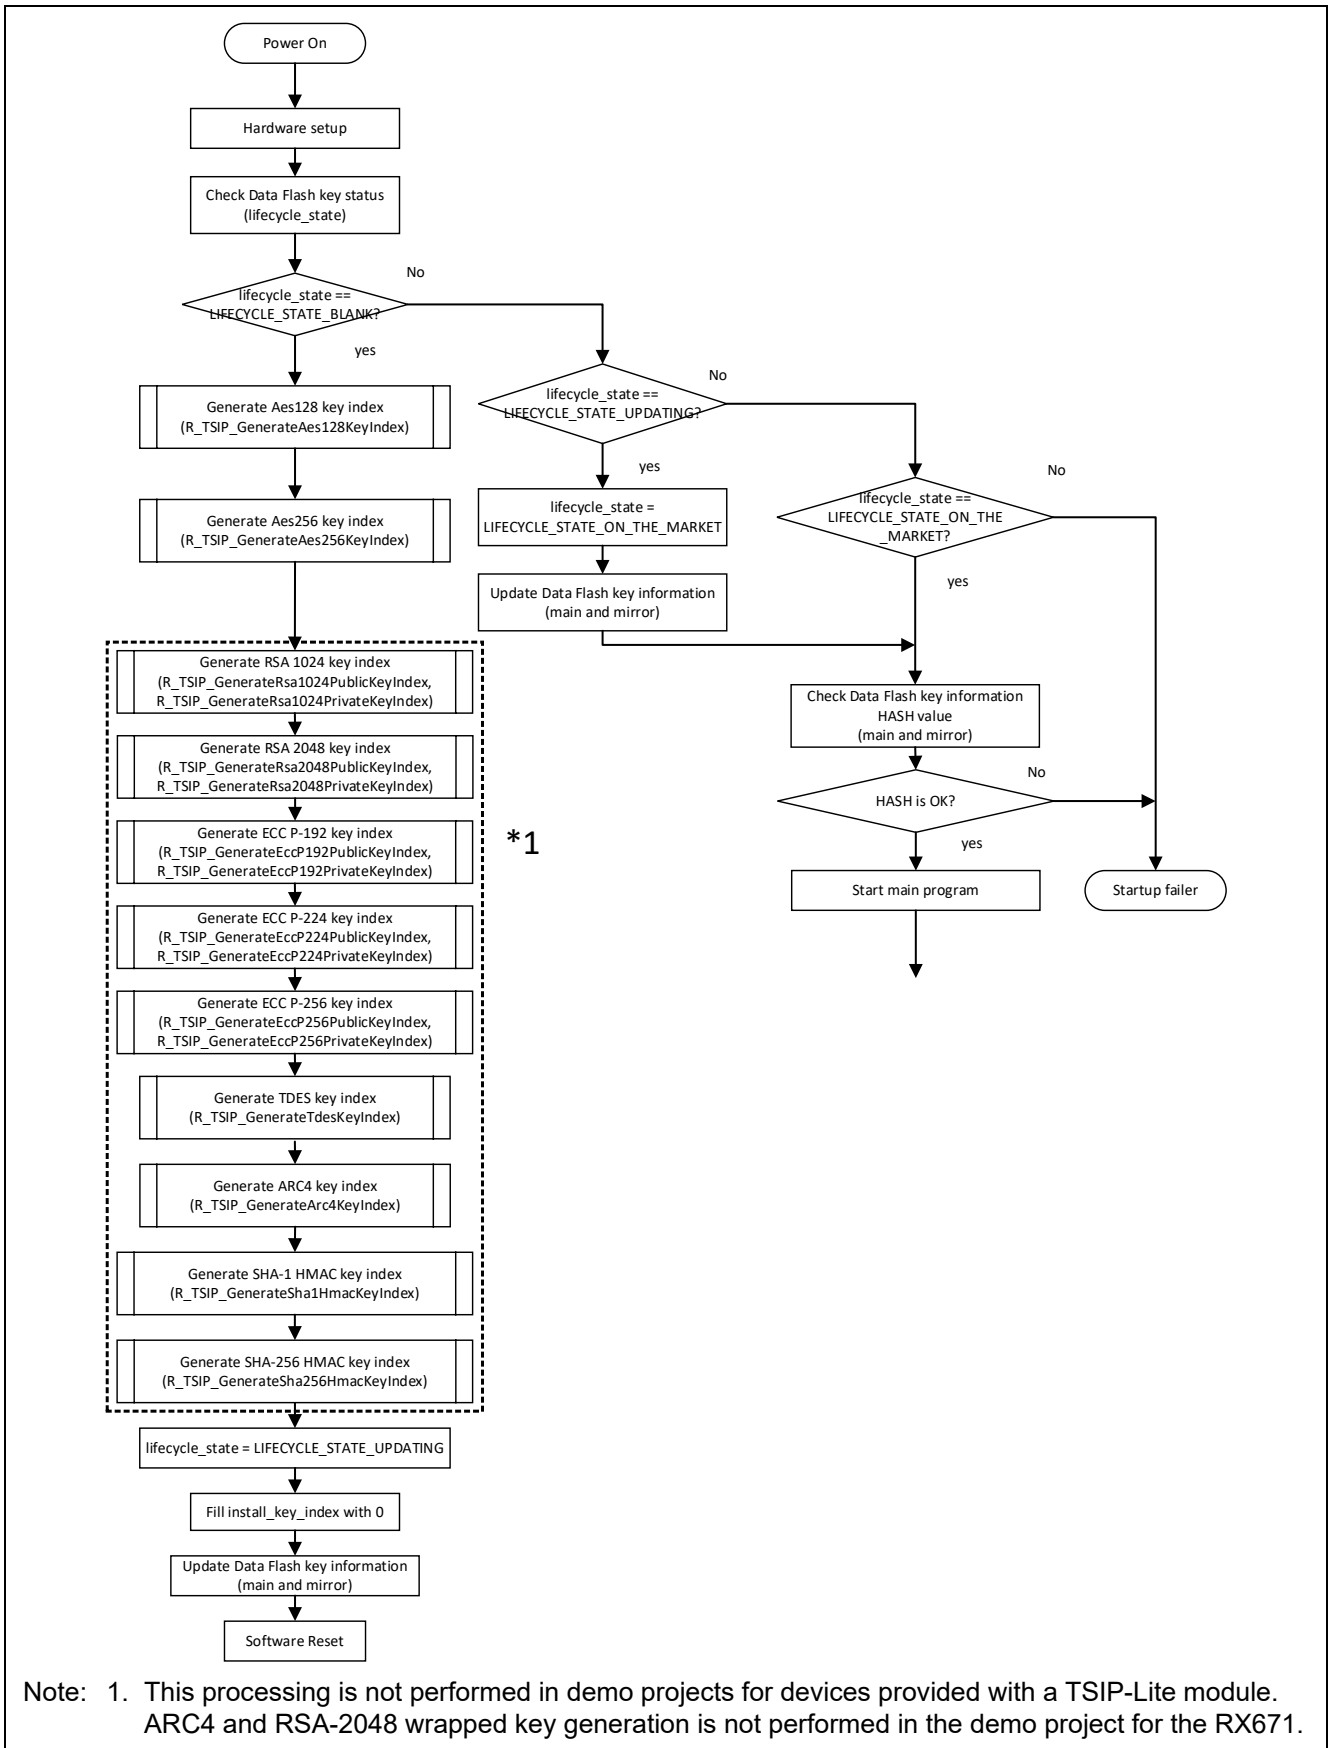 Power On
Hardware setup
Check Data Flash key status
(lifecycle_state)
No
lifecycle_state ==
LIFECYCLE_STATE_BLANK?
yes
Generate Aes128 key index
(R_TSIP_GenerateAes128KeyIndex)
Generate Aes256 key index
(R_TSIP_GenerateAes256KeyIndex)
Generate RSA 1024 key index
(R_TSIP_GenerateRsa1024PublicKeyIndex,
R_TSIP_GenerateRsa1024PrivateKeyIndex)
Generate RSA 2048 key index
(R_TSIP_GenerateRsa2048PublicKeyIndex,
R_TSIP_GenerateRsa2048PrivateKeyIndex)
Generate ECC P-192 key index
(R_TSIP_GenerateEccP192PublicKeyIndex,
R_TSIP_GenerateEccP192PrivateKeyIndex)
Generate ECC P-224 key index
(R_TSIP_GenerateEccP224PublicKeyIndex,
R_TSIP_GenerateEccP224PrivateKeyIndex)
Generate ECC P-256 key index
(R_TSIP_GenerateEccP256PublicKeyIndex,
R_TSIP_GenerateEccP256PrivateKeyIndex)
Generate TDES key index
(R_TSIP_GenerateTdesKeyIndex)
Generate ARC4 key index
(R_TSIP_GenerateArc4KeyIndex)
Generate SHA-1 HMAC key index
(R_TSIP_GenerateSha1HmacKeyIndex)
Generate SHA-256 HMAC key index
(R_TSIP_GenerateSha256HmacKeyIndex)
*1
lifecycle_state = LIFECYCLE_STATE_UPDATING
Fill install_key_index with 0
Update Data Flash key information
(main and mirror)
Software Reset
No
lifecycle_state ==
LIFECYCLE_STATE_UPDATING?
yes
lifecycle_state =
LIFECYCLE_STATE_ON_THE_MARKET
Update Data Flash key information
(main and mirror)
No
lifecycle_state ==
LIFECYCLE_STATE_ON_THE
_MARKET?
yes
Check Data Flash key information
HASH value
(main and mirror)
No
HASH is OK?
yes
Start main program
Startup failer
Note: 1. This processing is not performed in demo projects for devices provided with a TSIP-Lite module.
ARC4 and RSA-2048 wrapped key generation is not performed in the demo project for the RX671.